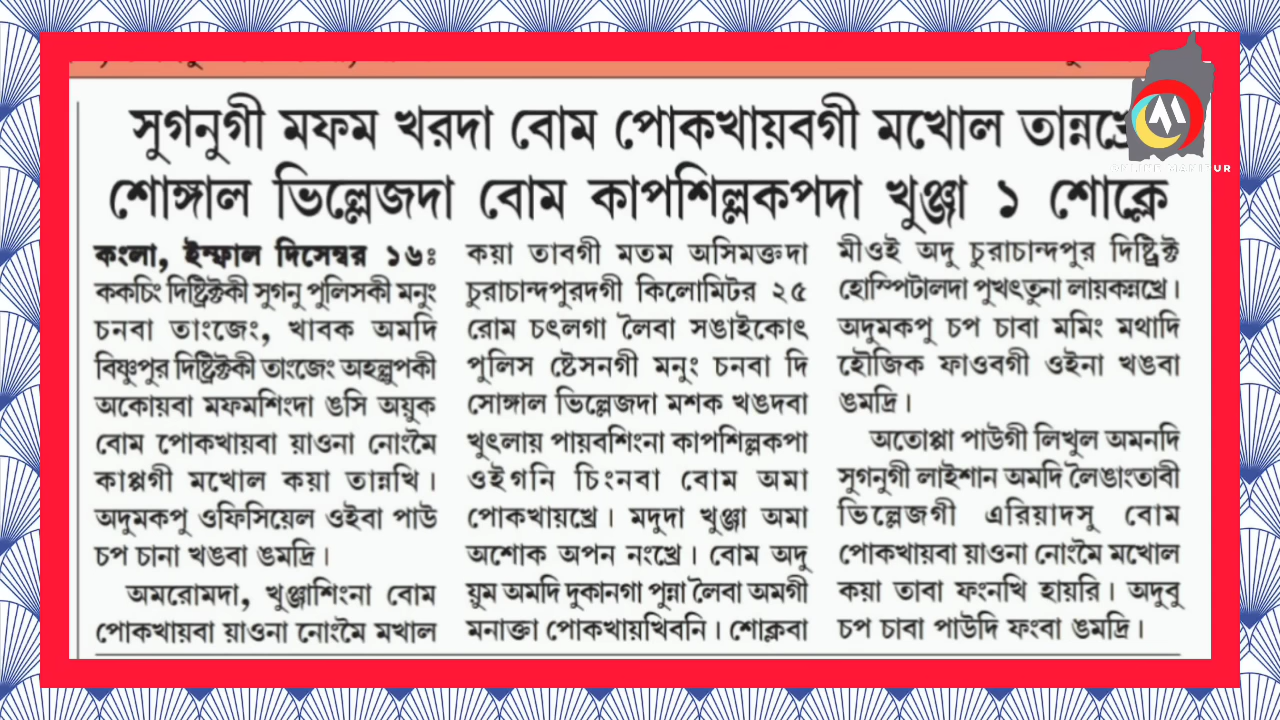 সুগনুগী মফম খরদা বোম পোকখায়বগী মখোল তান্নখ্রে
শোঙ্গাল ভিল্লেজদা বোম কাপশিল্লকপদা খুঞ্জা ১ শোক্লে
কংলা, ইম্ফাল দিসেম্বর ১৬ঃ
ককচিং দিষ্ট্রিক্টকী সুগনু পুলিসকী মনুং
চনবা তাংজেং, খাবক অমদি
বিষ্ণুপুর দিষ্ট্রিক্টকী তাংজেং অহল্লুপকী
অকোয়বা মফমশিংদা ঙসি অয়ুক
বোম পোকখায়বা য়াওনা নোংমৈ
কাপ্পগী মখোল কয়া তান্নখি।
অদুমকপু ওফিসিয়েল ওইবা পাউ
চপ চানা খঙবা ঙমদ্রি।
অমরোমদা, খুঞ্জাশিংনা বোম
পোকখায়বা য়াওনা নোংমৈ মখাল
কয়া তাবগী মতম অসিমক্তদা
চুরাচান্দপুরদগী কিলোমিটর ২৫
রোম চৎলগা লৈবা সঙাইকোৎ
পুলিস ষ্টেসনগী মনুং চনবা দি
সোঙ্গাল ভিল্লেজদা মশক খঙদবা
খুৎলায় পায়বশিংনা কাপশিল্লকপা
ওইগনি চিংনবা বোম অমা
পোকখায়খ্রে। মদুদা খুঞ্জা অমা
অশোক অপন নংখ্রে। বোম অদু
য়ুম অমদি দুকানগা পুন্না লৈবা অমগী
মনাক্তা পোকখায়খিবনি। শোক্লবা
মীওই অদু চুরাচান্দপুর দিষ্ট্রিক্ট
হোস্পিটালদা পুখৎতুনা লায়কন্নখ্রে।
অদুমকপু চপ চাবা মমিং মথাদি
হৌজিক ফাওবগী ওইনা খঙবা
ঙমদ্রি।
অতোপ্পা পাউগী লিখুল অমনদি
সুগনুগী লাইশান অমদি লৈঙাংতাবী
ভিল্লেজগী এরিয়াদসু বোম
পোকখায়বা য়াওনা নোংমৈ মখোল
কয়া তাবা ফংনখি হায়রি। অদুবু
চপ চাবা পাউদি ফংবা ঙমদ্রি।